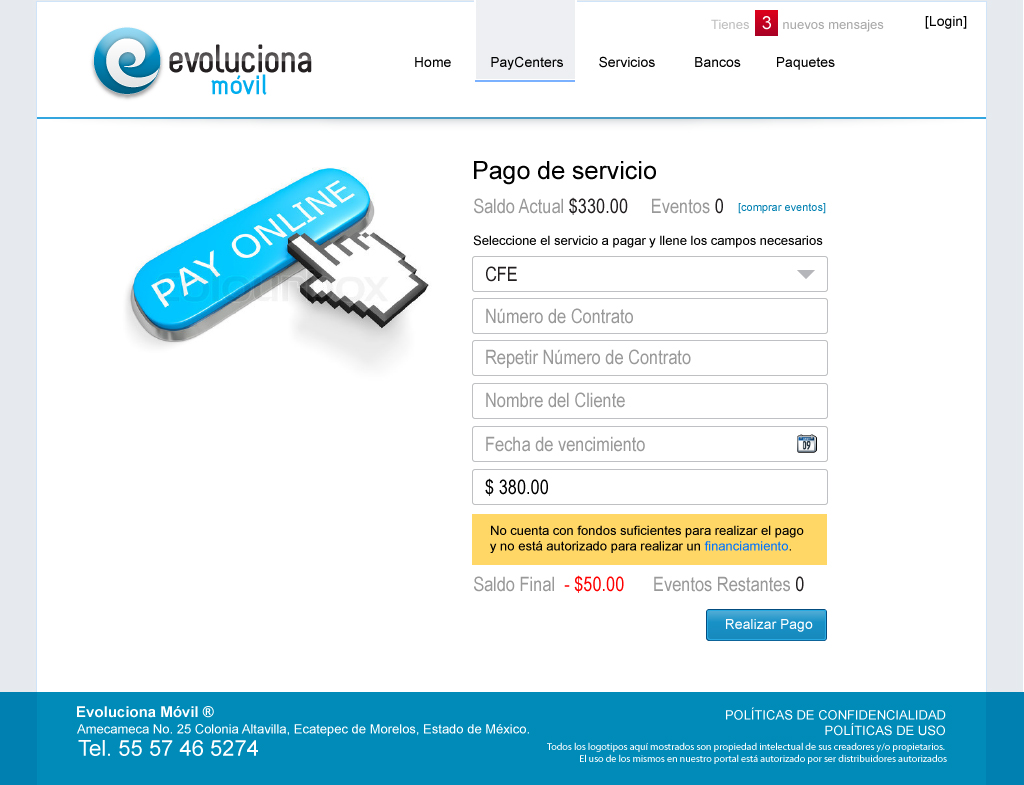 Tienes 3 nuevos mensajes
[Login]
evoluciona
móvil
Home
PayCenters
Servicios
Bancos
Paquetes
PAY ONLINE
Pago de servicio
Saldo Actual $330.00 Eventos 0 [comprar eventos]
Seleccione el servicio a pagar y llene los campos necesarios
CFE
Número de Contrato
Repetir Número de Contrato
Nombre del Cliente
Fecha de vencimiento
09
$ 380.00
No cuenta con fondos suficientes para realizar el pago
y no está autorizado para realizar un financiamiento.
Saldo Final - $50.00 Eventos Restantes 0
Realizar Pago
Evoluciona Móvil ®
Amecameca No. 25 Colonia Altavilla, Ecatepec de Morelos, Estado de México.
Tel. 55 57 46 5274
POLÍTICAS DE CONFIDENCIALIDAD
POLÍTICAS DE USO
Todos los logotipos aquí mostrados son propiedad intelectual de sus creadores y/o propietarios.
El uso de los mismos en nuestro portal está autorizado por ser distribuidores autorizados